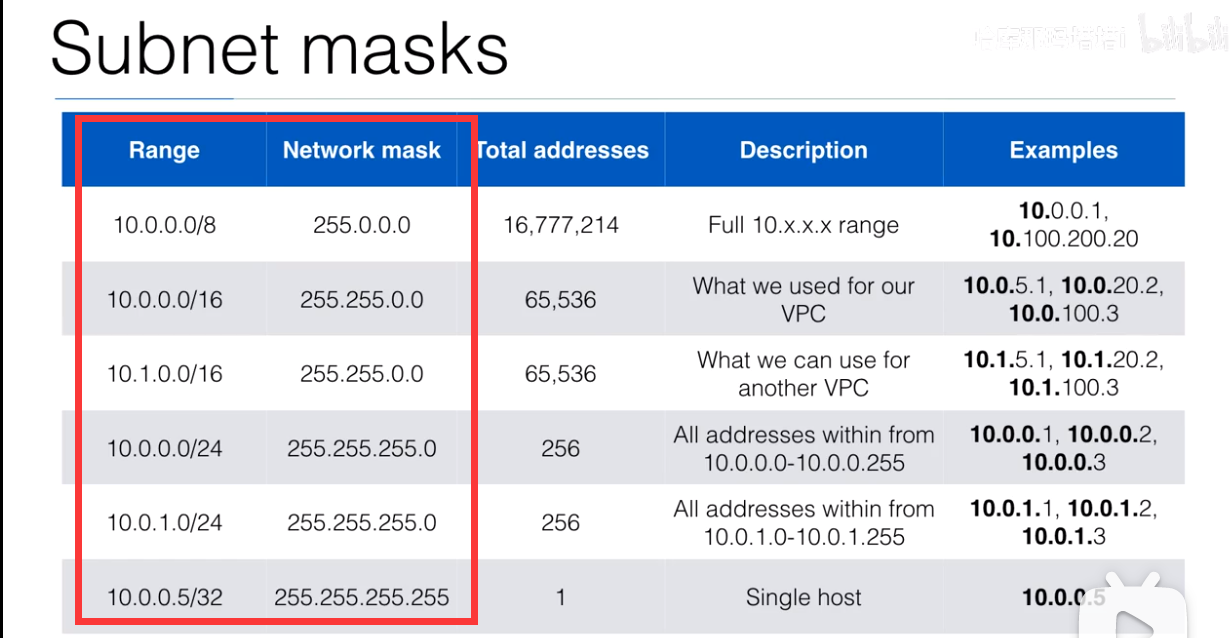 Subnet masks
bilibili
Range Network mask Total addresses Description Examples
10.0.0.0/8 255.0.0.0 16,777,214 Full 10.x.x.x range 10.0.0.1,
10.100.200.20
10.0.0.0/16 255.255.0.0 65,536 What we used for our
VPC 10.0.5.1, 10.0.20.2,
10.0.100.3
10.1.0.0/16 255.255.0.0 65,536 What we can use for
another VPC 10.1.5.1, 10.1.20.2,
10.1.100.3
10.0.0.0/24 255.255.255.0 256 All addresses within from
10.0.0.0-10.0.0.255 10.0.0.1, 10.0.0.2,
10.0.0.3
10.0.1.0/24 255.255.255.0 256 All addresses within from
10.0.1.0-10.0.1.255 10.0.1.1, 10.0.1.2,
10.0.1.3
10.0.0.5/32 255.255.255.255 1 Single host 10.0.0.5